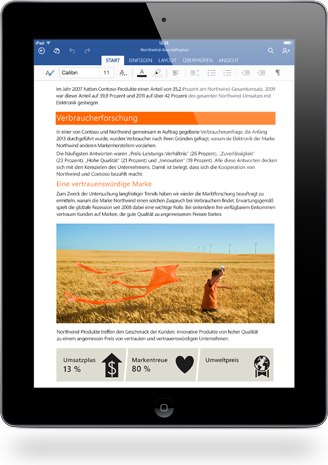 iPad
Northwind-Geschäftsplan
START EINFÜGEN LAYOUT ÜBERPRÜFEN ANSICHT
Calibri 11
Im Jahr 2007 hatten Contoso-Produkte einen Anteil von 35,2 Prozent am Northwind-Gesamtumsatz. 2009
war dieser Anteil auf 39,8 Prozent und 2011 auf über 42 Prozent des gesamten Northwind-Umsatzes mit
Elektronik gestiegen.
Verbraucherforschung
In einer von Contoso und Northwind gemeinsam in Auftrag gegebene Verbraucherumfrage, die Anfang
2013 durchgeführt wurde, wurden Verbraucher nach ihren Gründen gefragt, warum sie Elektronik der Marke
Northwind anderen Markenherstellern vorziehen.
Die häufigsten Antworten waren „Preis-Leistungs-Verhältnis" (26 Prozent), „Zuverlässigkeit"
(23 Prozent), „Hohe Qualität" (21 Prozent) und „Innovation" (19 Prozent). Alle diese Antworten decken
sich mit den Kernzielen des Unternehmens. Damit ist belegt, dass sich die Kooperation von
Northwind und Contoso bezahlt macht.
Eine vertrauenswürdige Marke
Zum Zweck der Untersuchung langfristiger Trends haben wir wieder die Marktforschung beauftragt zu
ermitteln, warum die Marke Northwind einen solchen Zuspruch bei Verbrauchern findet. Erwartungsgemäß
spielt die globale Rezession seit 2008 dabei eine wichtige Rolle. Bei sinkendem frei verfügbarem Einkommen
vertrauen Kunden auf Marken, die gute Qualität zu angemessenen Preisen bieten.
Northwind-Produkte treffen den Geschmack der Kunden: innovative Produkte von hoher Qualität
zu einem angemessen Preis von vertrauten und vertrauenswürdigen Unternehmen.
Umsatzplus
13 %
Markentreue
80 %
Umweltpreis